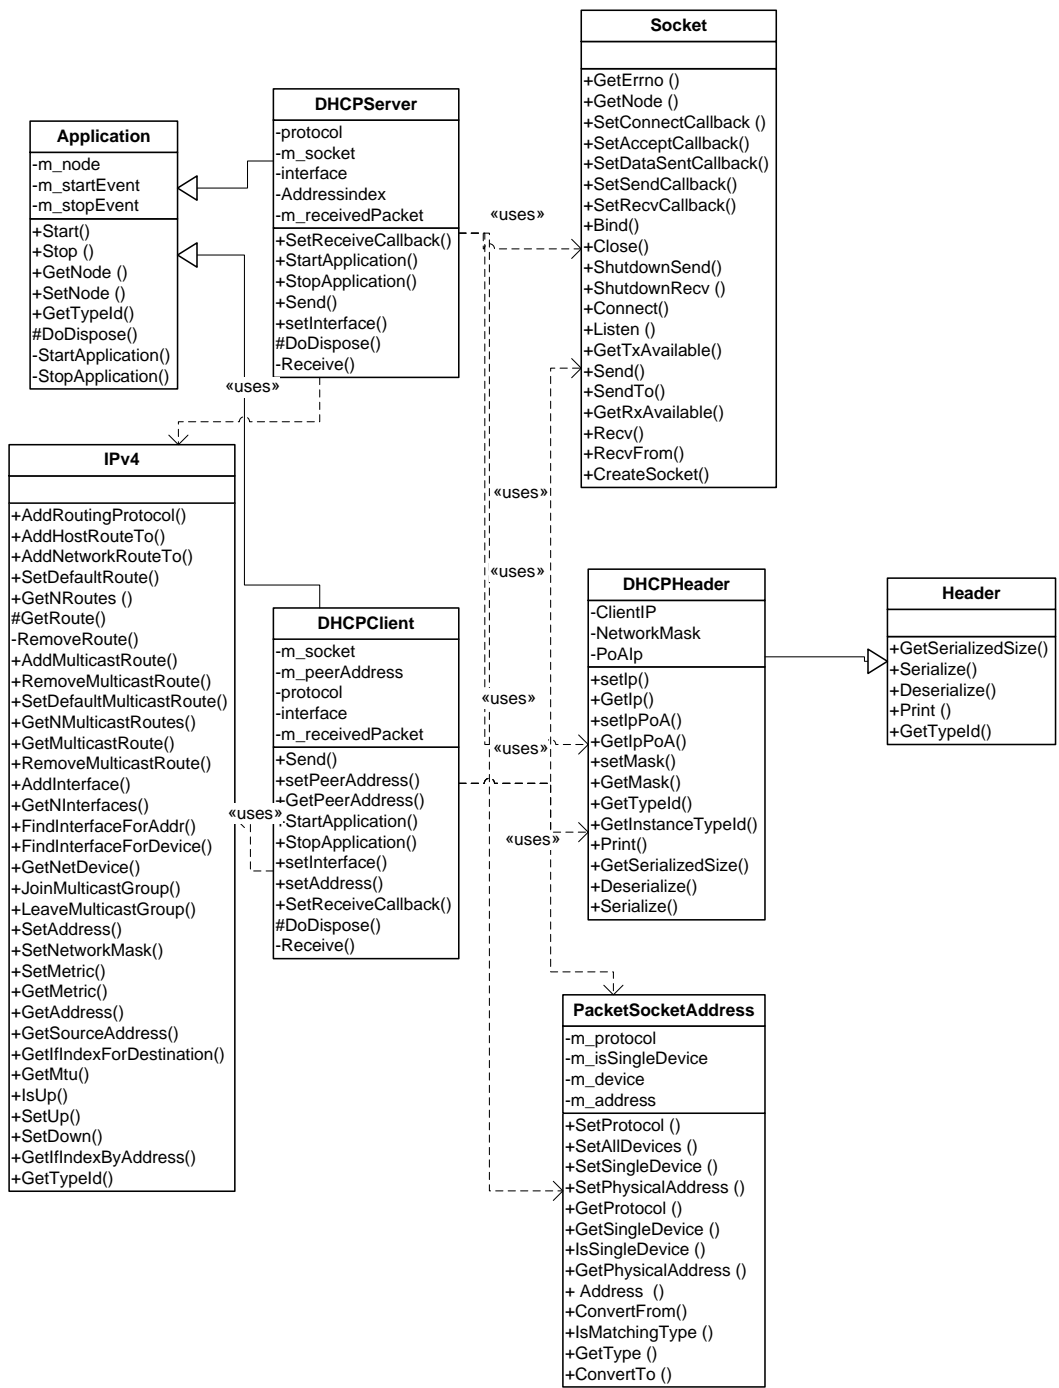 Socket
+GetErrno ()
+GetNode ()
+SetConnectCallback ()
+SetAcceptCallback()
+SetDataSentCallback()
+SetSendCallback()
+SetRecvCallback()
+Bind()
+Close()
+ShutdownSend()
+ShutdownRecv ()
+Connect()
+Listen ()
+GetTxAvailable()
+Send()
+SendTo()
+GetRxAvailable()
+Recv()
+RecvFrom()
+CreateSocket()
DHCPServer
-protocol
-m_socket
-interface
-Addressindex
-m_receivedPacket
+SetReceiveCallback()
+StartApplication()
+StopApplication()
+Send()
+setInterface()
#DoDispose()
-Receive()
Application
-m_node
-m_startEvent
-m_stopEvent
+Start()
+Stop ()
+GetNode ()
+SetNode ()
+GetTypeId()
#DoDispose()
-StartApplication()
-StopApplication()
«uses»
«uses»
IPv4
+AddRoutingProtocol()
+AddHostRouteTo()
+AddNetworkRouteTo()
+SetDefaultRoute()
+GetNRoutes ()
#GetRoute()
-RemoveRoute()
+AddMulticastRoute()
+RemoveMulticastRoute()
+SetDefaultMulticastRoute()
+GetNMulticastRoutes()
+GetMulticastRoute()
+RemoveMulticastRoute()
+AddInterface()
+GetNInterfaces()
+FindInterfaceForAddr()
+FindInterfaceForDevice()
+GetNetDevice()
+JoinMulticastGroup()
+LeaveMulticastGroup()
+SetAddress()
+SetNetworkMask()
+SetMetric()
+GetMetric()
+GetAddress()
+GetSourceAddress()
+GetIfIndexForDestination()
+GetMtu()
+IsUp()
+SetUp()
+SetDown()
+GetIfIndexByAddress()
+GetTypeId()
«uses»
«uses»
DHCPClient
-m_socket
-m_peerAddress
-protocol
-interface
-m_receivedPacket
+Send()
+setPeerAddress()
+GetPeerAddress()
-StartApplication()
+StopApplication()
+setInterface()
+setAddress()
+SetReceiveCallback()
#DoDispose()
-Receive()
«uses»
«uses»
«uses»
«uses»
DHCPHeader
-ClientIP
-NetworkMask
-PoAIp
+setIp()
+GetIp()
+setIpPoA()
+GetIpPoA()
+setMask()
+GetMask()
+GetTypeId()
+GetInstanceTypeId()
+Print()
+GetSerializedSize()
+Deserialize()
+Serialize()
Header
+GetSerializedSize()
+Serialize()
+Deserialize()
+Print ()
+GetTypeId()
PacketSocketAddress
-m_protocol
-m_isSingleDevice
-m_device
-m_address
+SetProtocol ()
+SetAllDevices ()
+SetSingleDevice ()
+SetPhysicalAddress ()
+GetProtocol ()
+GetSingleDevice ()
+IsSingleDevice ()
+GetPhysicalAddress ()
+ Address ()
+ConvertFrom()
+IsMatchingType ()
+GetType ()
+ConvertTo ()